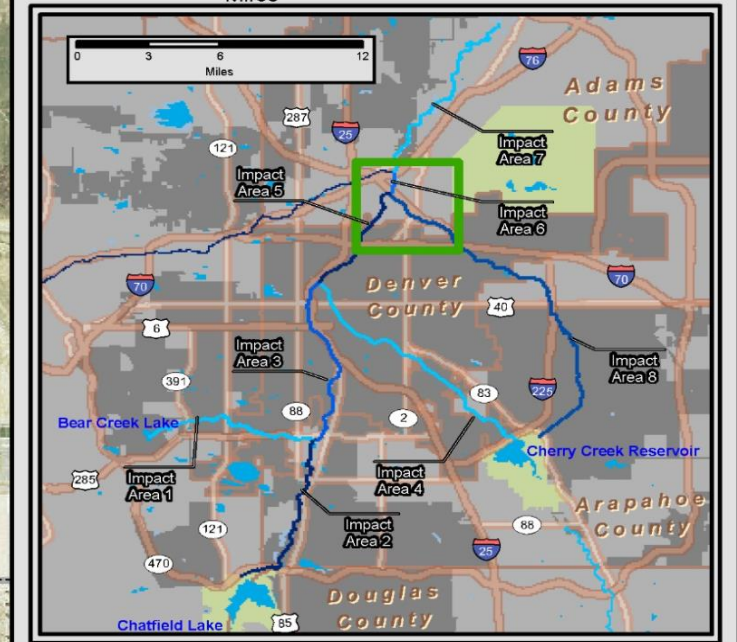 Miles
0 3 6 12
Miles
76
Adams
County
287
25
121
Impact
Area 7
Impact
Area 5
Impact
Area 6
70
Denver
County
70
40
6
Impact
Area 3
Impact
Area 8
391
225
83
88
2
Bear Creek Lake
Cherry Creek Reservoir
285
Impact
Area 1
Impact
Area 4
Arapahoe
County
121
Impact
Area 2
88
25
470
Douglas
County
Chatfield Lake
85